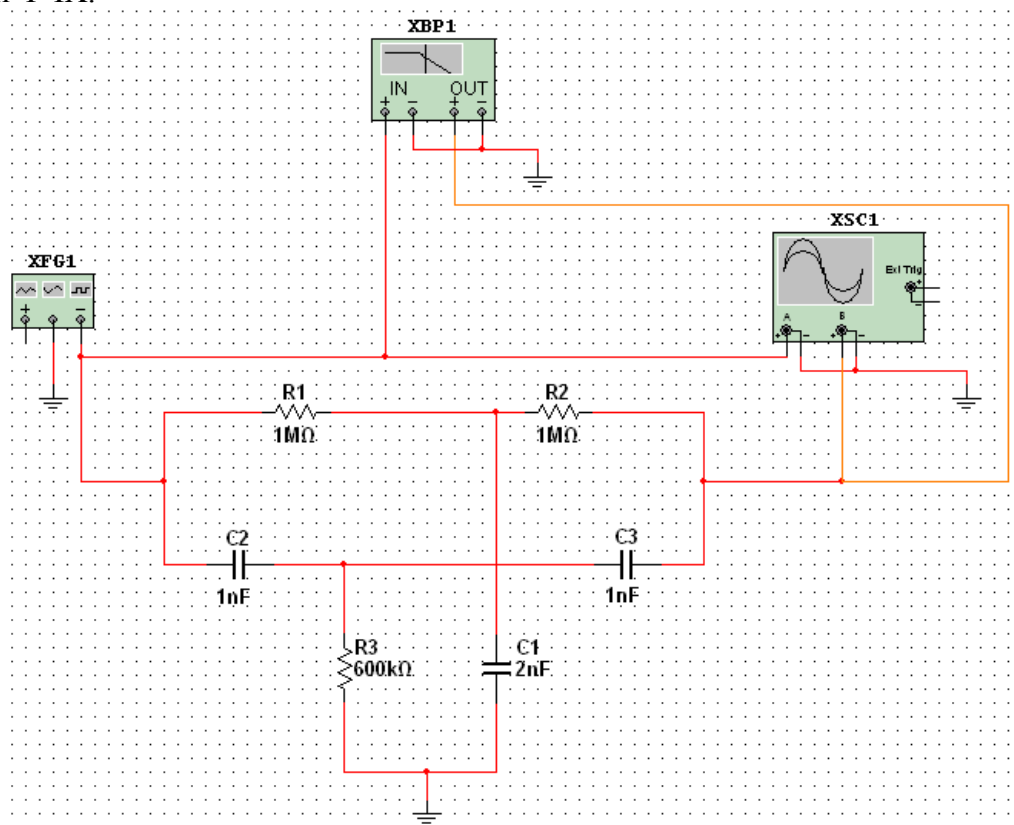 XBP1
IN OUT
+ - + -
XSC1
Ext Trig
+
-
A B
+ - + -
XFG1
+ -
R1
1MΩ
R2
1MΩ
C2
1nF
C3
1nF
R3
600kΩ
C1
2nF